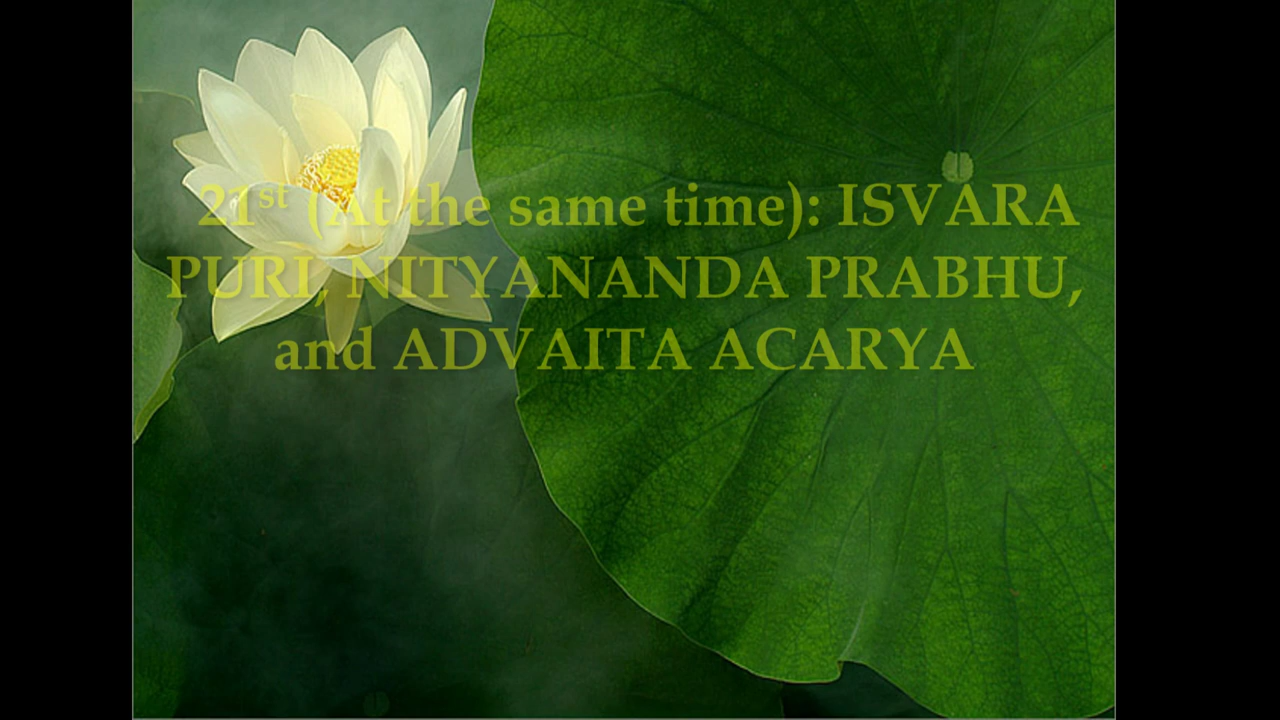 21st (At the same time): ISVARA
PURI, NITYANANDA PRABHU,
and ADVAITA ACARYA